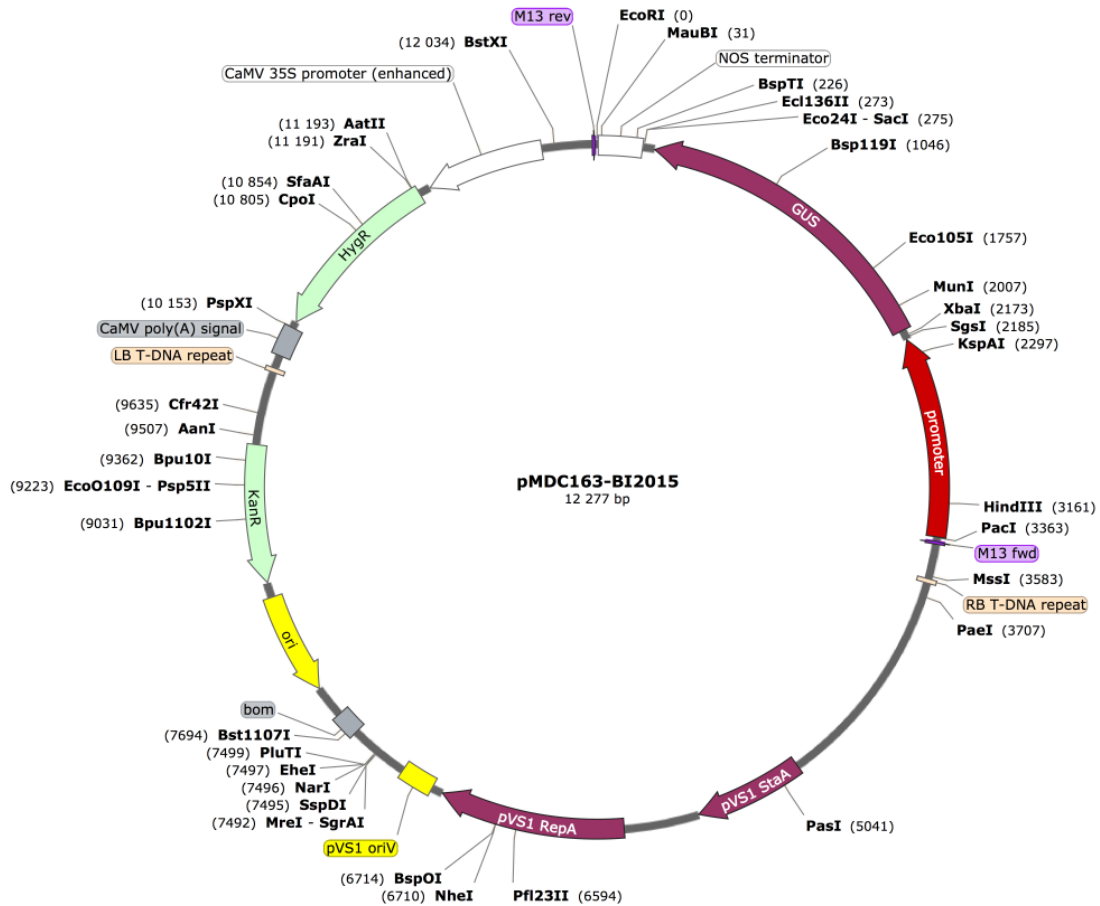 M13 rev
EcoRI (0)
MauBI (31)
(12 034) BstXI
NOS terminator
CaMV 35S promoter (enhanced)
BspTI (226)
Ecl136II (273)
Eco24I - SacI (275)
(11 193) AatII
(11 191) ZraI
Bsp119I (1046)
(10 854) SfaAI
(10 805) CpoI
GUS
HygR
Eco105I (1757)
MunI (2007)
(10 153) PspXI
XbaI (2173)
CaMV poly(A) signal
SgsI (2185)
LB T-DNA repeat
KspAI (2297)
(9635) Cfr42I
(9507) AanI
promoter
(9362) Bpu10I
pMDC163-BI2015
12 277 bp
(9223) EcoO109I - Psp5II
KanR
HindIII (3161)
(9031) Bpu1102I
PacI (3363)
M13 fwd
MssI (3583)
RB T-DNA repeat
PaeI (3707)
ori
bom
(7694) Bst1107I
(7499) PluTI
(7497) EheI
(7496) NarI
(7495) SspDI
(7492) MreI - SgrAI
pVS1 StaA
pVS1 RepA
PasI (5041)
pVS1 oriV
(6714) BspOI
(6710) NheI
Pfl23II (6594)